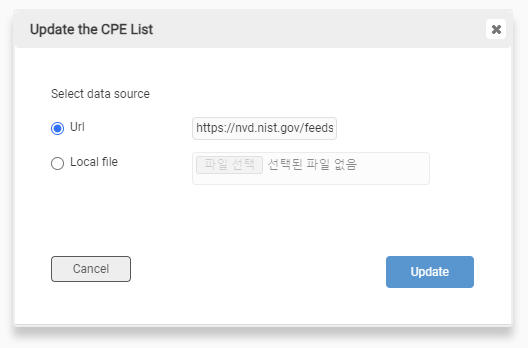 Update the CPE List
Select data source
Url
https://nvd.nist.gov/feeds
Local file
파일 선택 선택된 파일 없음
Cancel
Update